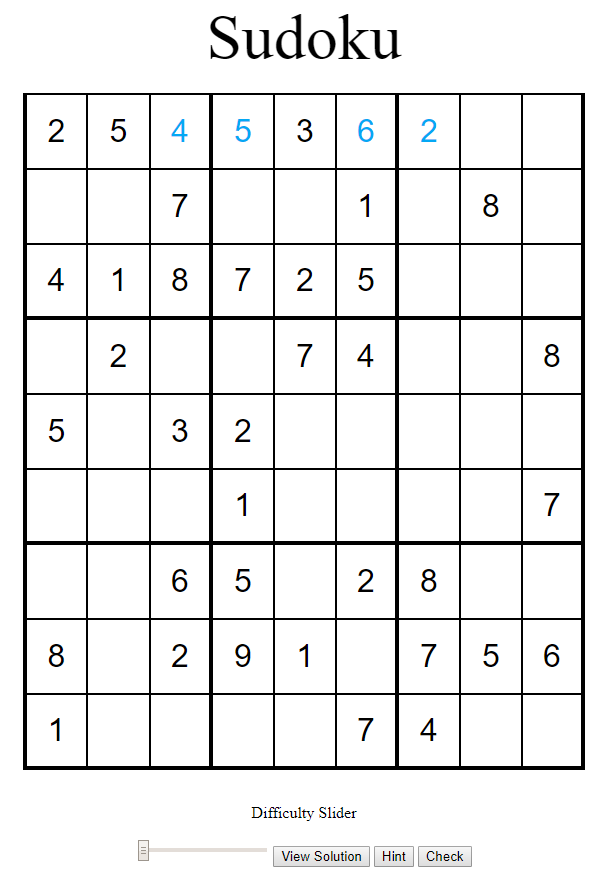 Sudoku
2 5 4 5 3 6 2
7 1 8
4 1 8 7 2 5
2 7 4 8
5 3 2
1 7
6 5 2 8
8 2 9 1 7 5 6
1 7 4
Difficulty Slider
View Solution Hint Check